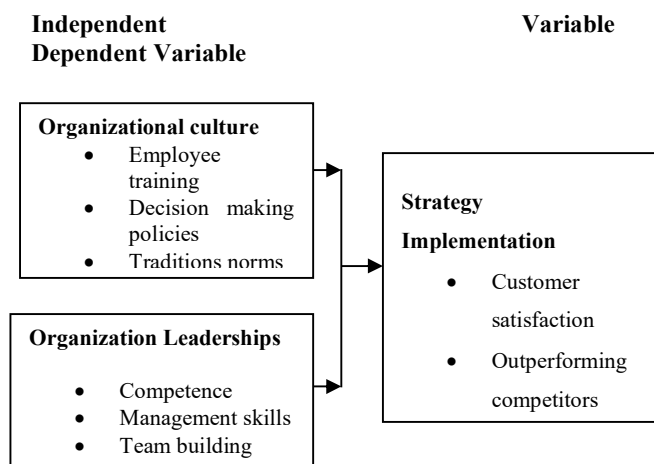 Independent Variable
Dependent Variable
Organizational culture
• Employee
training
• Decision making
policies
• Traditions norms
Organization Leaderships
• Competence
• Management skills
• Team building
Strategy
Implementation
• Customer
satisfaction
• Outperforming
competitors